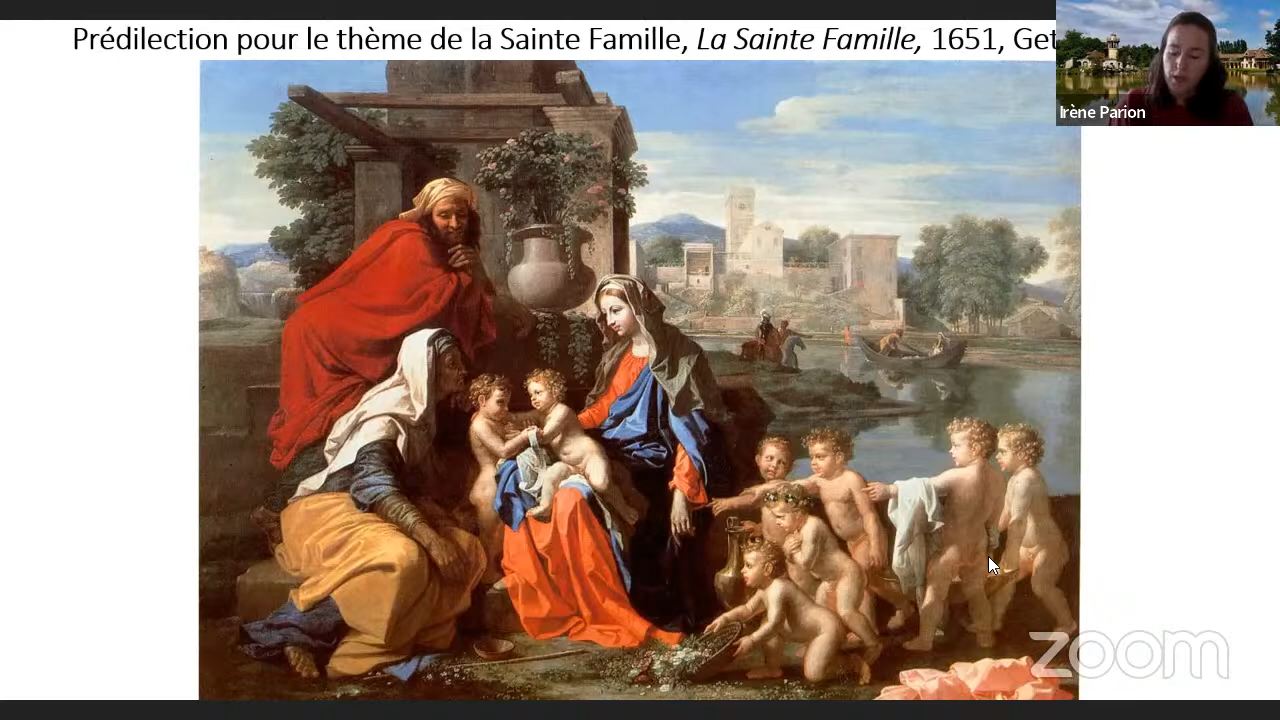 Prédilection pour le thème de la Sainte Famille, La Sainte Famille, 1651, Get
Irène Parion
zoom